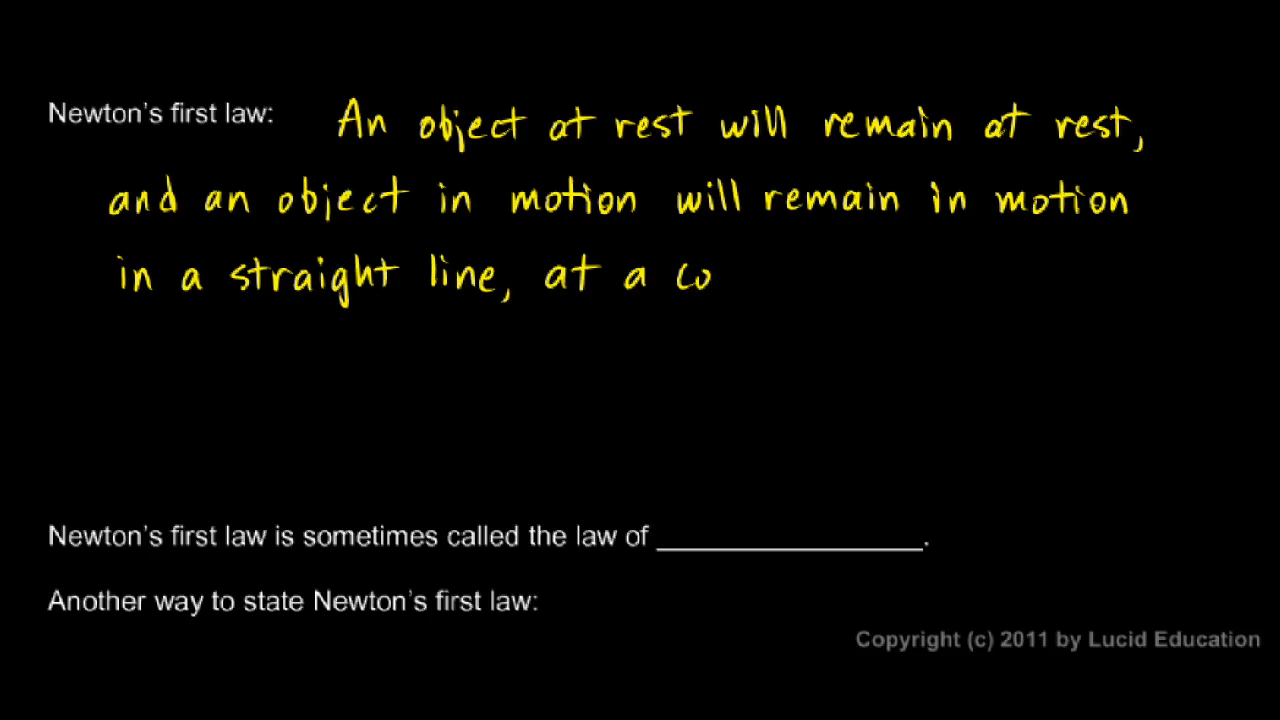 Newton's first law: An object at rest will remain at rest,
and an object in motion will remain in motion
in a straight line, at a co
Newton's first law is sometimes called the law of __________________.
Another way to state Newton's first law:
Copyright (c) 2011 by Lucid Education